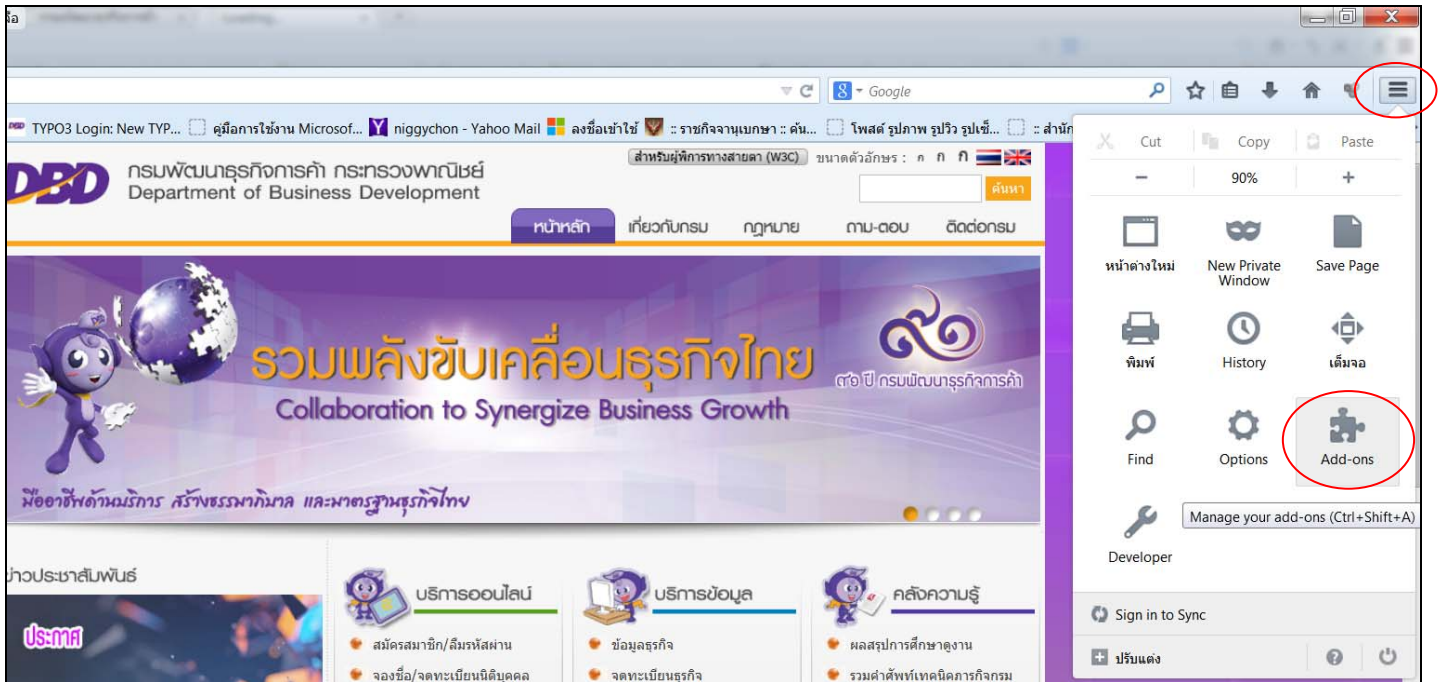 Google
TYPO3 Login: New TYP... คู่มือการใช้งาน Microsof... niggychon - Yahoo Mail ลงชื่อเข้าใช้ :: ราชกิจจานุเบกษา :: ค้น... โพสต์ รูปภาพ รูปวิว รูปเซ็... :: สำนัก
DBD
กรมพัฒนาธุรกิจการค้า กระทรวงพาณิชย์
Department of Business Development
สำหรับผู้พิการทางสายตา (W3C) ขนาดตัวอักษร : ก ก ก
ค้นหา
หน้าหลัก เกี่ยวกับกรม กฎหมาย ถาม-ตอบ ติดต่อกรม
รวมพลังขับเคลื่อนธุรกิจไทย
Collaboration to Synergize Business Growth
๙๐
๙๐ ปี กรมพัฒนาธุรกิจการค้า
มืออาชีพด้านบริการ สร้างธรรมาภิบาล และมาตรฐานธุรกิจไทย
ข่าวประชาสัมพันธ์
ประกาศ
บริการออนไลน์
สมัครสมาชิก/ลืมรหัสผ่าน
จองชื่อ/จดทะเบียนนิติบุคคล
บริการข้อมูล
ข้อมูลธุรกิจ
จดทะเบียนธุรกิจ
คลังความรู้
ผลสรุปการศึกษาดูงาน
รวมคำศัพท์เทคนิคภารกิจกรม
Cut Copy Paste
− 90% +
หน้าต่างใหม่ New Private Window Save Page
พิมพ์ History เต็มจอ
Find Options Add-ons
Manage your add-ons (Ctrl+Shift+A)
Developer
Sign in to Sync
ปรับแต่ง